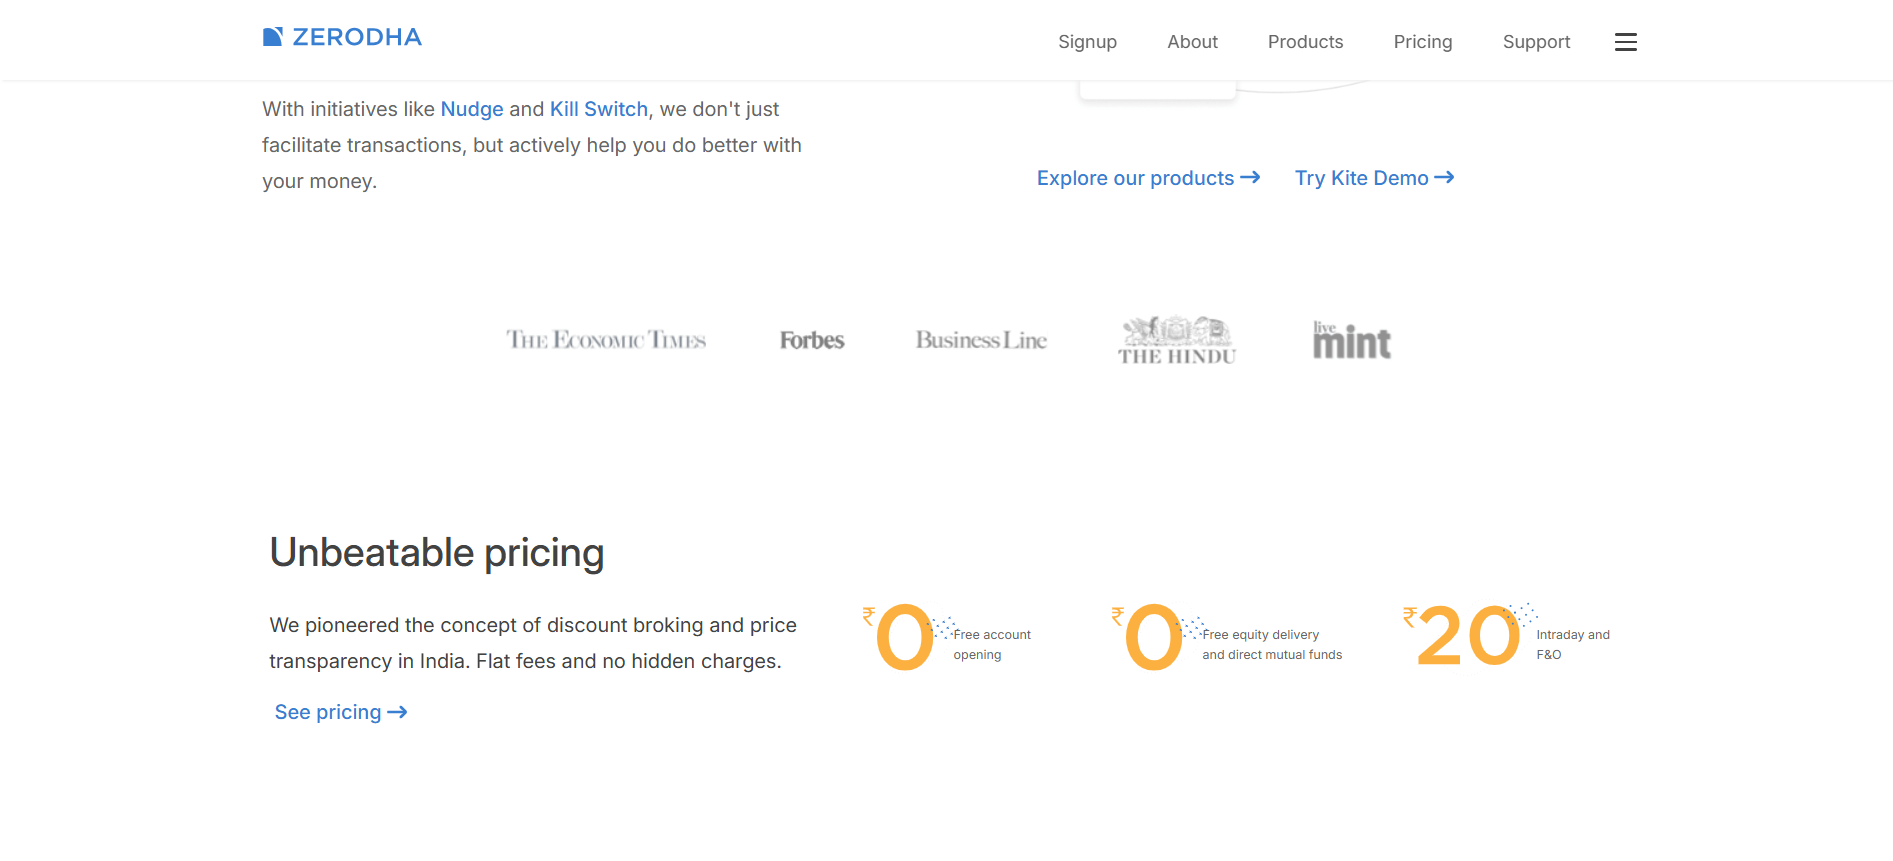 ZERODHA
Signup
About
Products
Pricing
Support
With initiatives like Nudge and Kill Switch, we don't just
facilitate transactions, but actively help you do better with
your money.
Explore our products
Try Kite Demo
THE ECONOMIC TIMES
Forbes
Business Line
THE HINDU
live
mint
Unbeatable pricing
We pioneered the concept of discount broking and price
transparency in India. Flat fees and no hidden charges.
See pricing
₹0
Free account
opening
₹0
Free equity delivery
and direct mutual funds
₹20
Intraday and
F&O